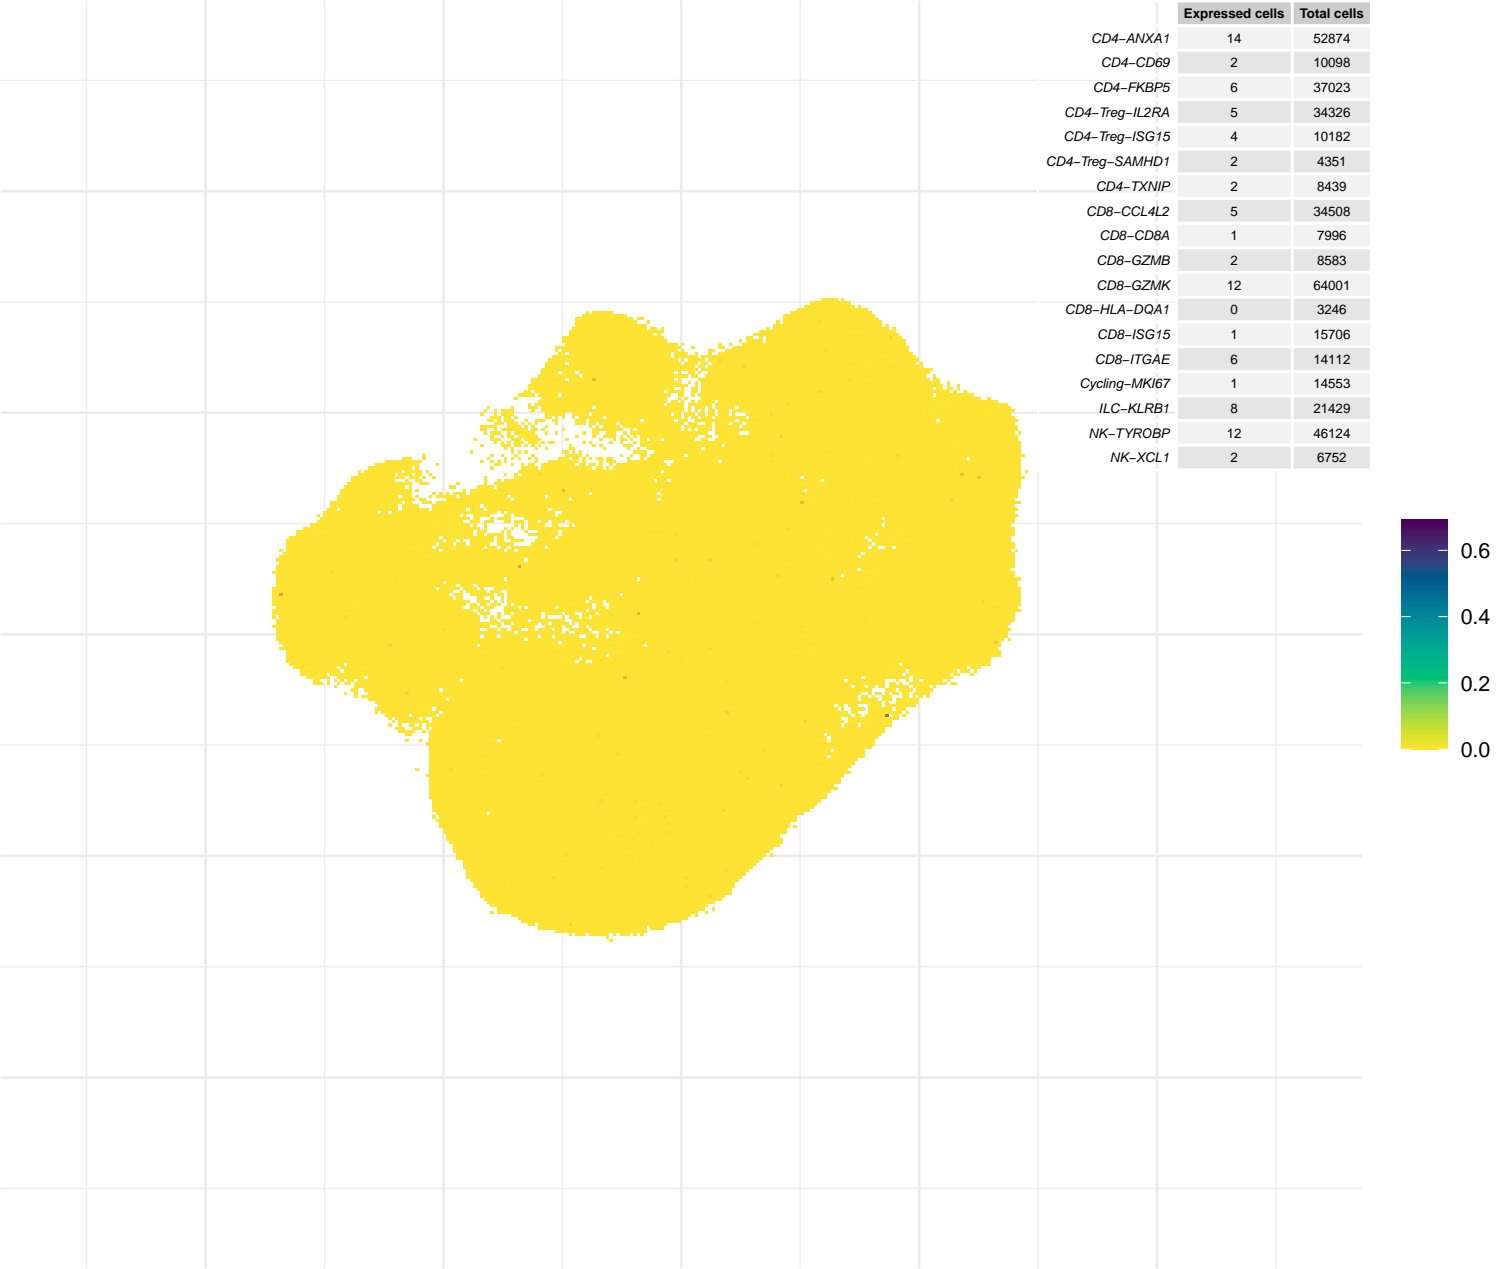 Expressed cells Total cells
CD4−ANXA1 14 52874
CD4−CD69 2 10098
CD4−FKBP5 6 37023
CD4−Treg−IL2RA 5 34326
CD4−Treg−ISG15 4 10182
CD4−Treg−SAMHD1 2 4351
CD4−TXNIP 2 8439
CD8−CCL4L2 5 34508
CD8−CD8A 1 7996
CD8−GZMB 2 8583
CD8−GZMK 12 64001
CD8−HLA−DQA1 0 3246
CD8−ISG15 1 15706
CD8−ITGAE 6 14112
Cycling−MKI67 1 14553
ILC−KLRB1 8 21429
NK−TYROBP 12 46124
NK−XCL1 2 6752
0.6
0.4
0.2
0.0